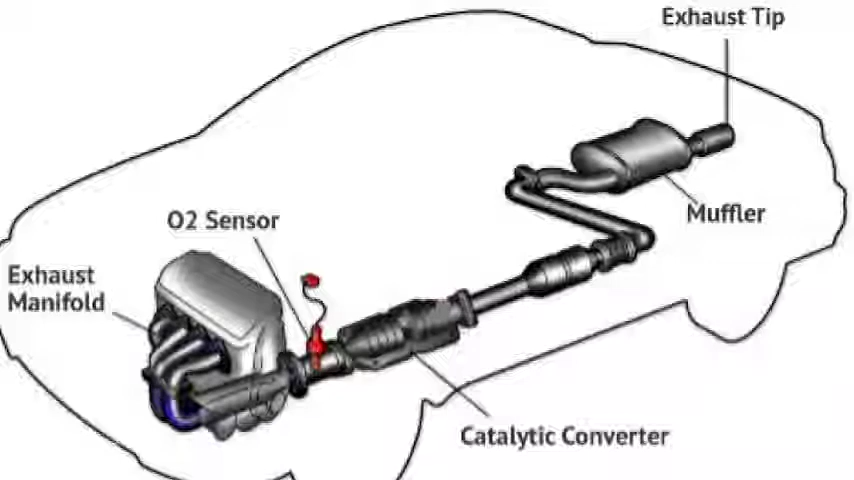 Exhaust Tip
Muffler
O2 Sensor
Exhaust
Manifold
Catalytic Converter